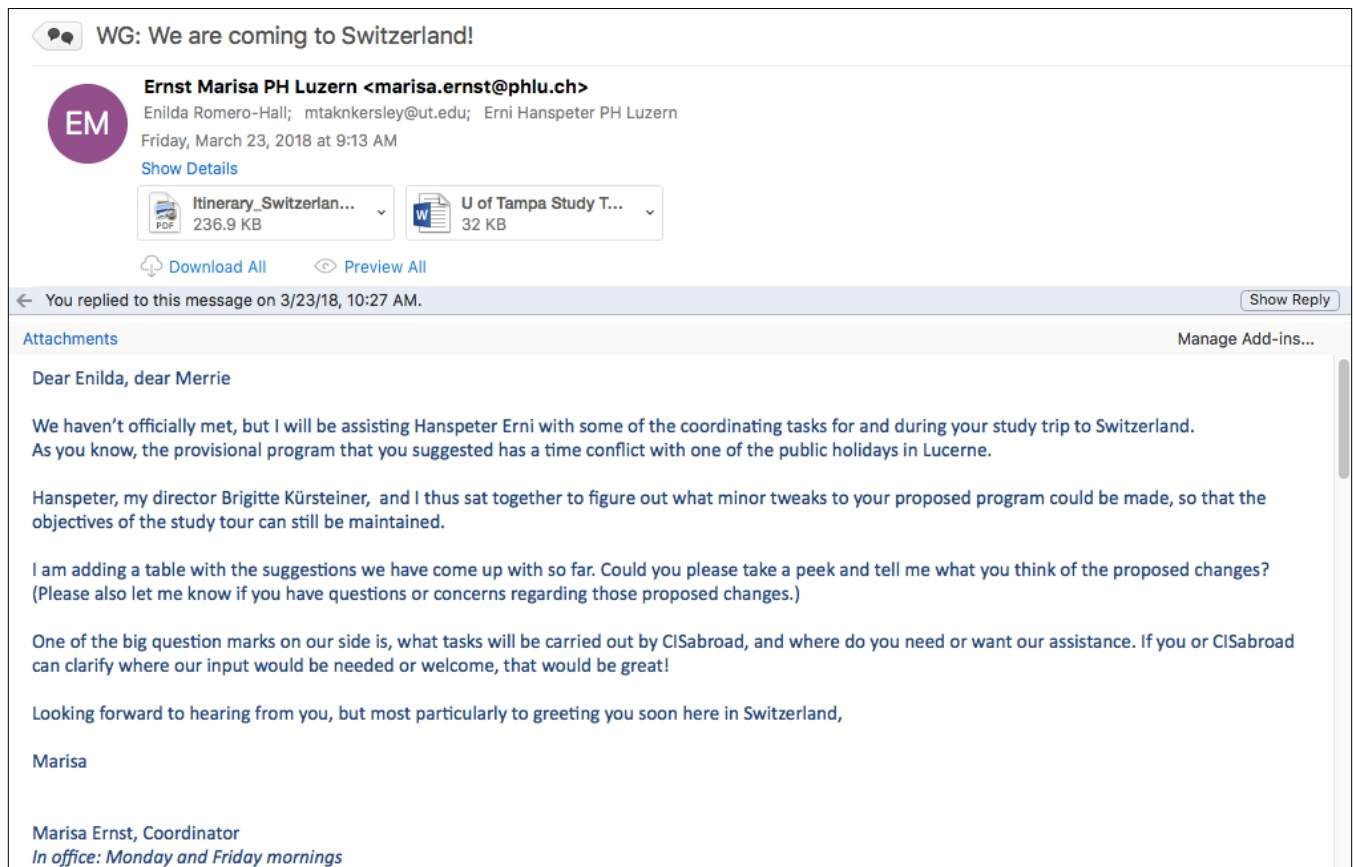 WG: We are coming to Switzerland!
EM
Ernst Marisa PH Luzern <marisa.ernst@phlu.ch>
Enilda Romero-Hall; mtaknkersley@ut.edu; Erni Hanspeter PH Luzern
Friday, March 23, 2018 at 9:13 AM
Show Details
PDF
Itinerary_Switzerlan...
236.9 KB
W
U of Tampa Study T...
32 KB
Download All Preview All
You replied to this message on 3/23/18, 10:27 AM. Show Reply
Attachments Manage Add-ins...
Dear Enilda, dear Merrie
We haven't officially met, but I will be assisting Hanspeter Erni with some of the coordinating tasks for and during your study trip to Switzerland.
As you know, the provisional program that you suggested has a time conflict with one of the public holidays in Lucerne.
Hanspeter, my director Brigitte Kürsteiner, and I thus sat together to figure out what minor tweaks to your proposed program could be made, so that the
objectives of the study tour can still be maintained.
I am adding a table with the suggestions we have come up with so far. Could you please take a peek and tell me what you think of the proposed changes?
(Please also let me know if you have questions or concerns regarding those proposed changes.)
One of the big question marks on our side is, what tasks will be carried out by CISabroad, and where do you need or want our assistance. If you or CISabroad
can clarify where our input would be needed or welcome, that would be great!
Looking forward to hearing from you, but most particularly to greeting you soon here in Switzerland,
Marisa
Marisa Ernst, Coordinator
In office: Monday and Friday mornings